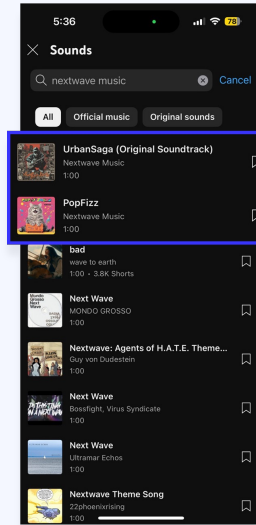 5:36
78
Sounds
nextwave music
Cancel
All
Official music
Original sounds
UrbanSaga (Original Soundtrack)
Nextwave Music
1:00
PopFizz
Nextwave Music
1:00
bad
wave to earth
1:00 • 3.8K Shorts
Next Wave
MONDO GROSSO
1:00
Nextwave: Agents of H.A.T.E. Theme...
Guy von Dudestein
1:00
Next Wave
Bossfight, Virus Syndicate
1:00
Next Wave
Ultramar Echos
1:00
Nextwave Theme Song
22phoenixrising
1:00